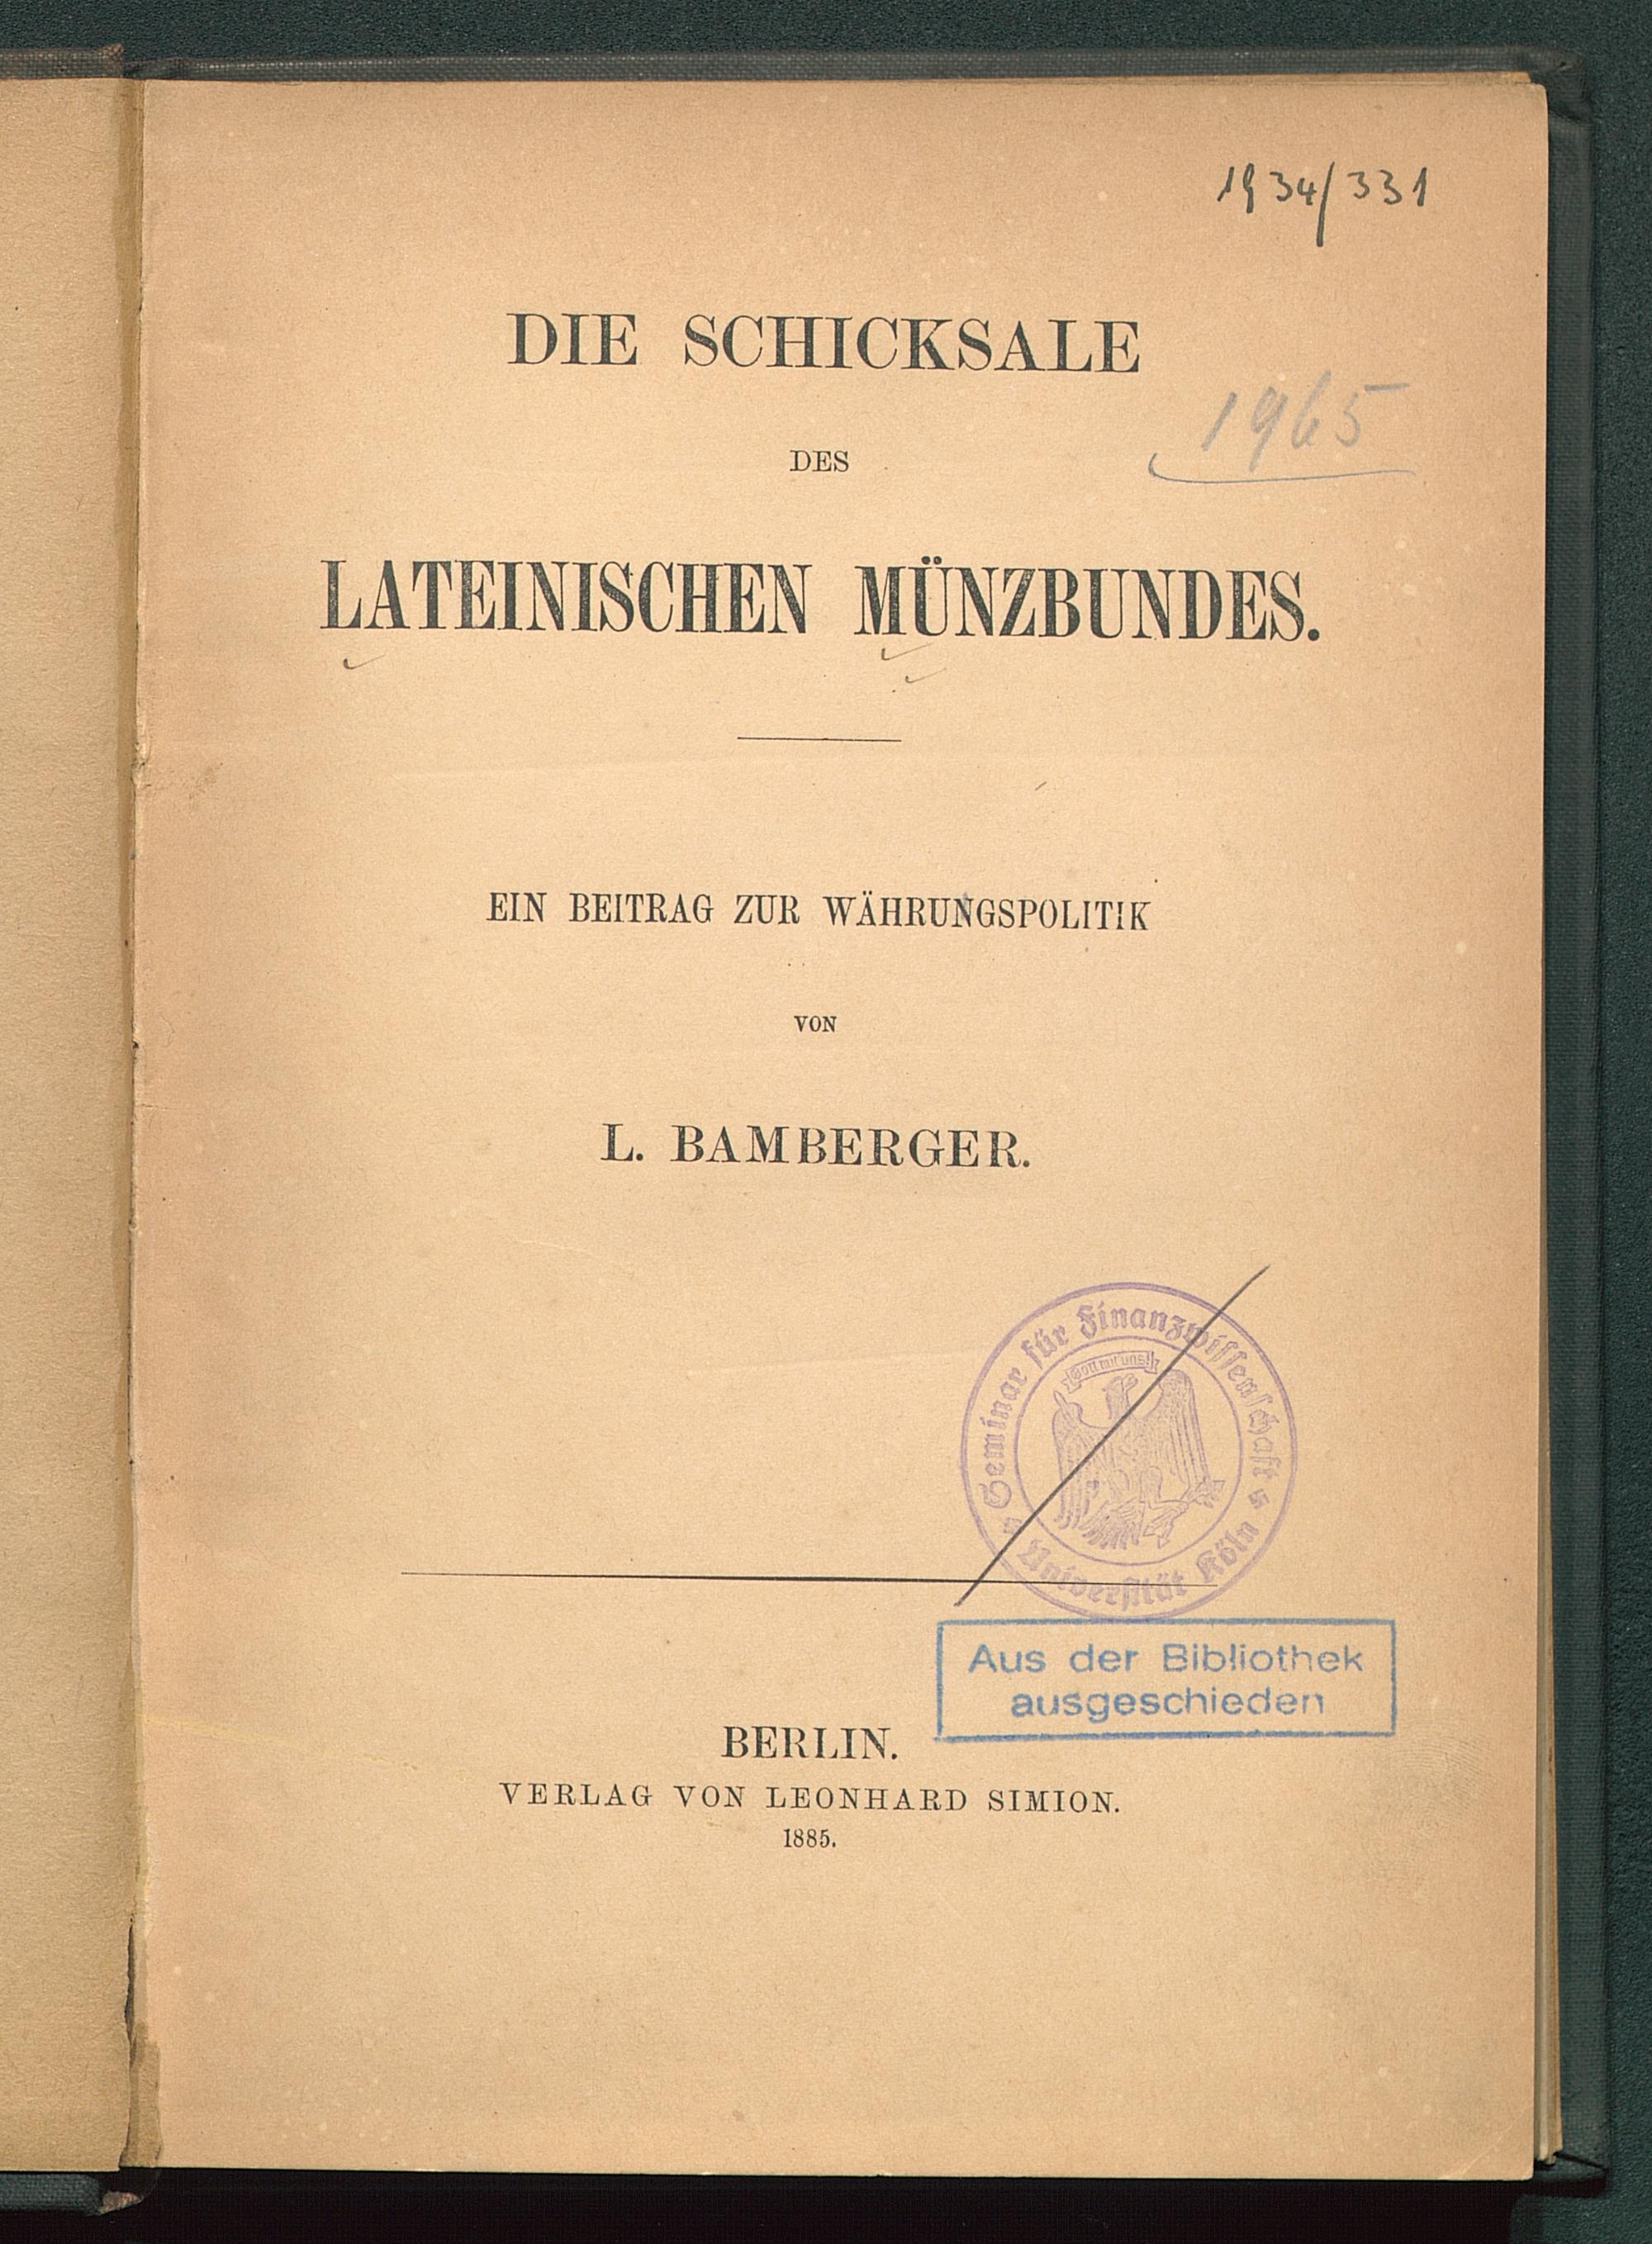 1934/331
DIE SCHICKSALE
1965
DES
LATEINISCHEN MÜNZBUNDES.
EIN BEITRAG ZUR WÄHRUNGSPOLITIK
VON
L. BAMBERGER.
Seminar für Finanzwissenschaft
Gott mit uns!
Universität Köln
Aus der Bibliothek
ausgeschieden
BERLIN.
VERLAG VON LEONHARD SIMION.
1885.